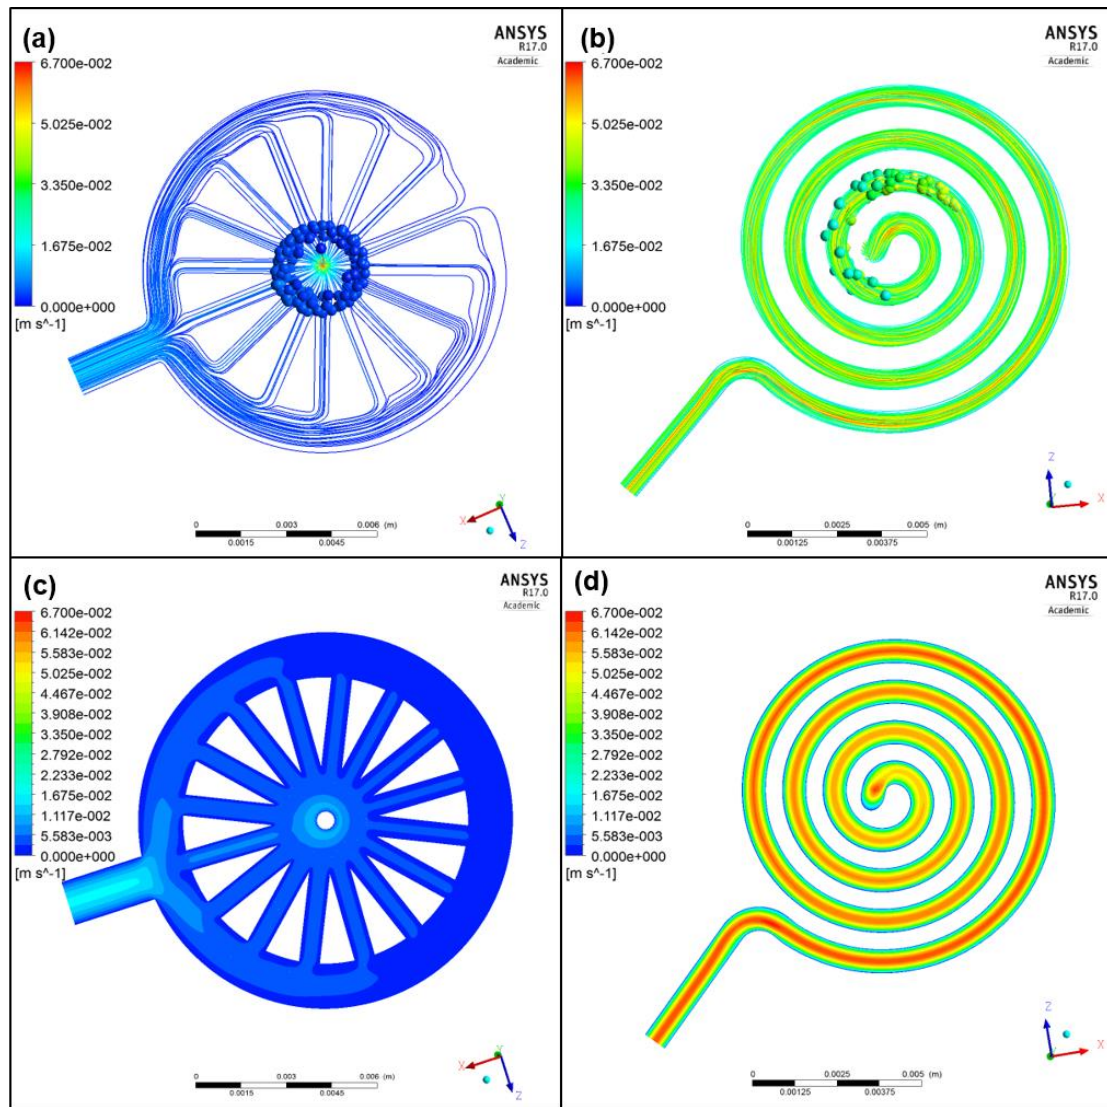 (a)
ANSYS
R17.0
Academic
6.700e-002
5.025e-002
3.350e-002
1.675e-002
0.000e+000
[m s^-1]
Y
X
Z
0 0.003 0.006 (m)
0.0015 0.0045
(b)
ANSYS
R17.0
Academic
6.700e-002
5.025e-002
3.350e-002
1.675e-002
0.000e+000
[m s^-1]
Z
Y
X
0 0.0025 0.005 (m)
0.00125 0.00375
(c)
ANSYS
R17.0
Academic
6.700e-002
6.142e-002
5.583e-002
5.025e-002
4.467e-002
3.908e-002
3.350e-002
2.792e-002
2.233e-002
1.675e-002
1.117e-002
5.583e-003
0.000e+000
[m s^-1]
Y
X
Z
0 0.003 0.006 (m)
0.0015 0.0045
(d)
ANSYS
R17.0
Academic
6.700e-002
6.142e-002
5.583e-002
5.025e-002
4.467e-002
3.908e-002
3.350e-002
2.792e-002
2.233e-002
1.675e-002
1.117e-002
5.583e-003
0.000e+000
[m s^-1]
Z
Y
X
0 0.0025 0.005 (m)
0.00125 0.00375